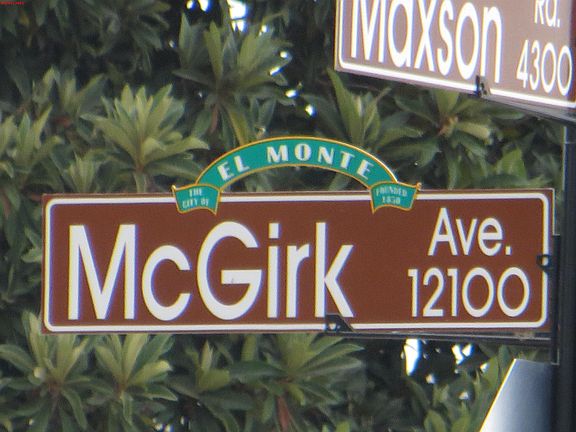 Maxson Rd.
4300
EL MONTE
THE CITY OF
FOUNDED 1850
McGirk Ave.
12100